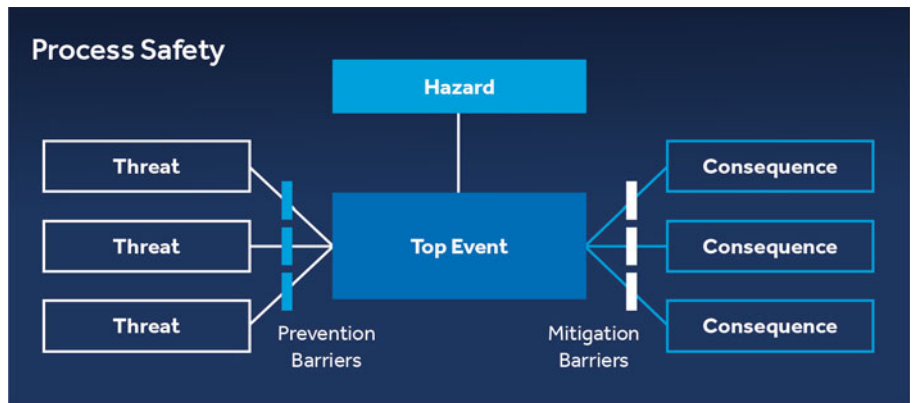 Process Safety
Hazard
Threat
Threat
Threat
Top Event
Consequence
Consequence
Consequence
Prevention
Barriers
Mitigation
Barriers